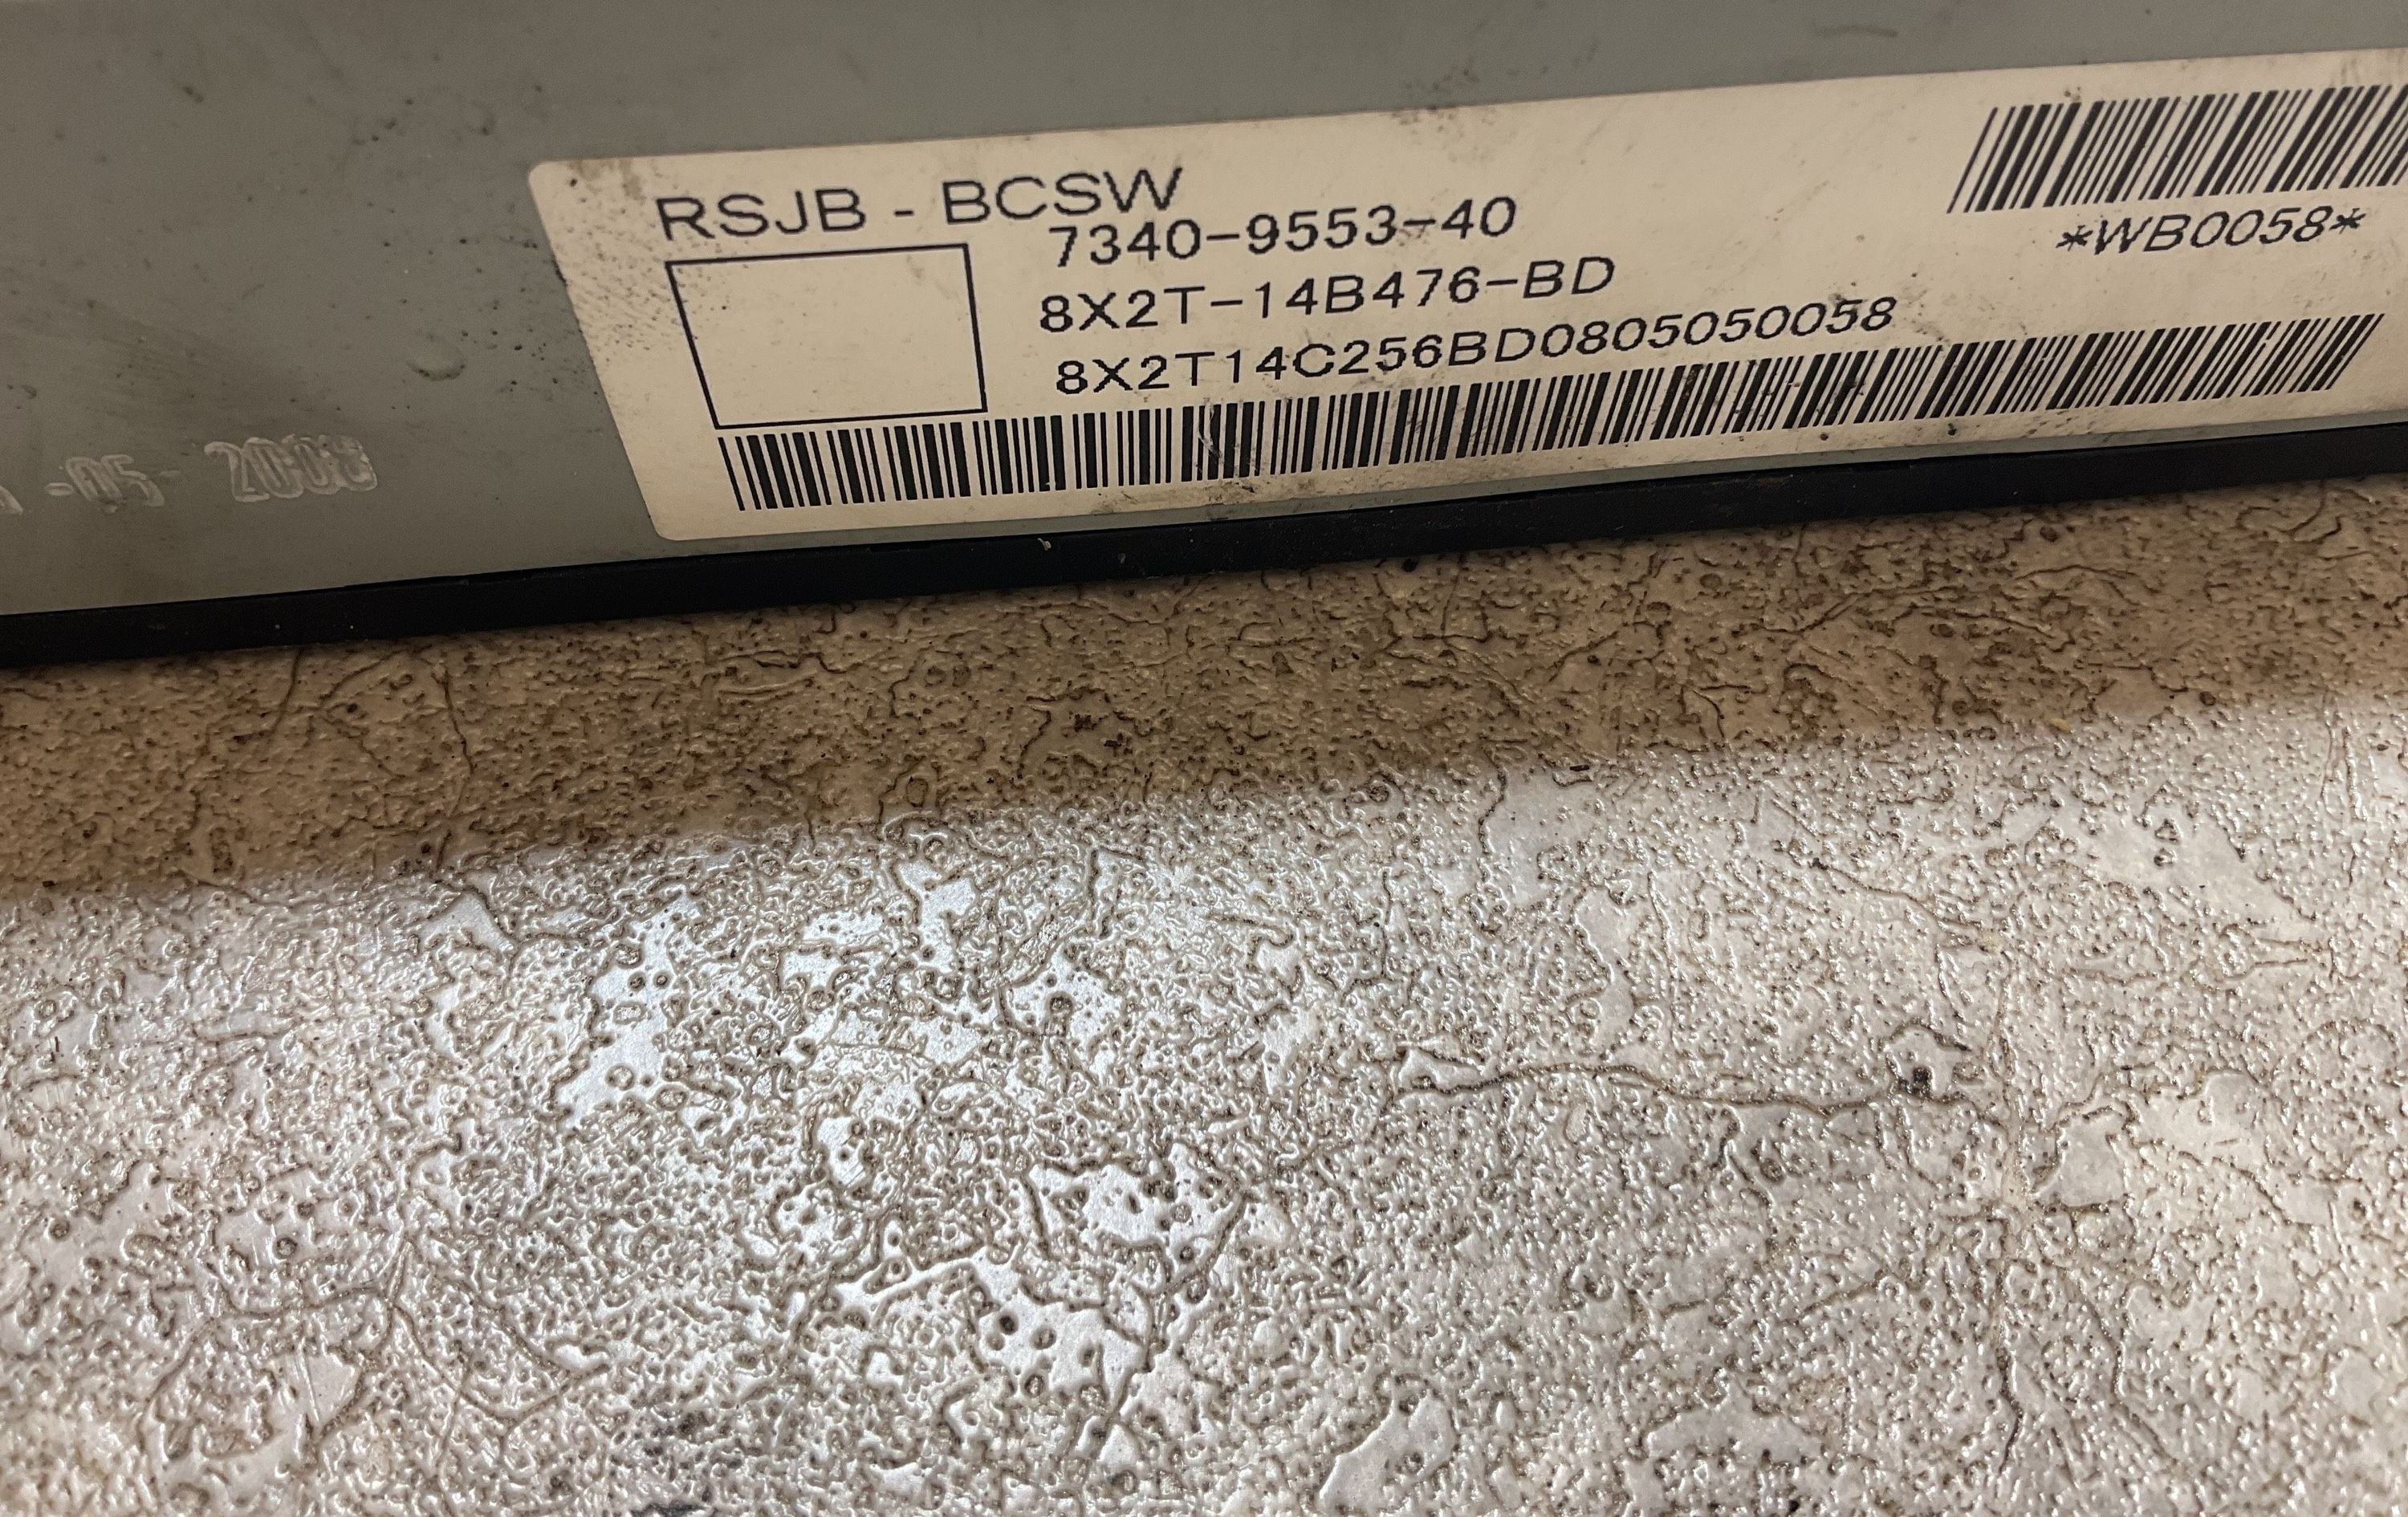 RSJB - BCSW
7340-9553-40
8X2T-14B476-BD
8X2T14C256BD0805050058
*WB0058*
-05- 2008